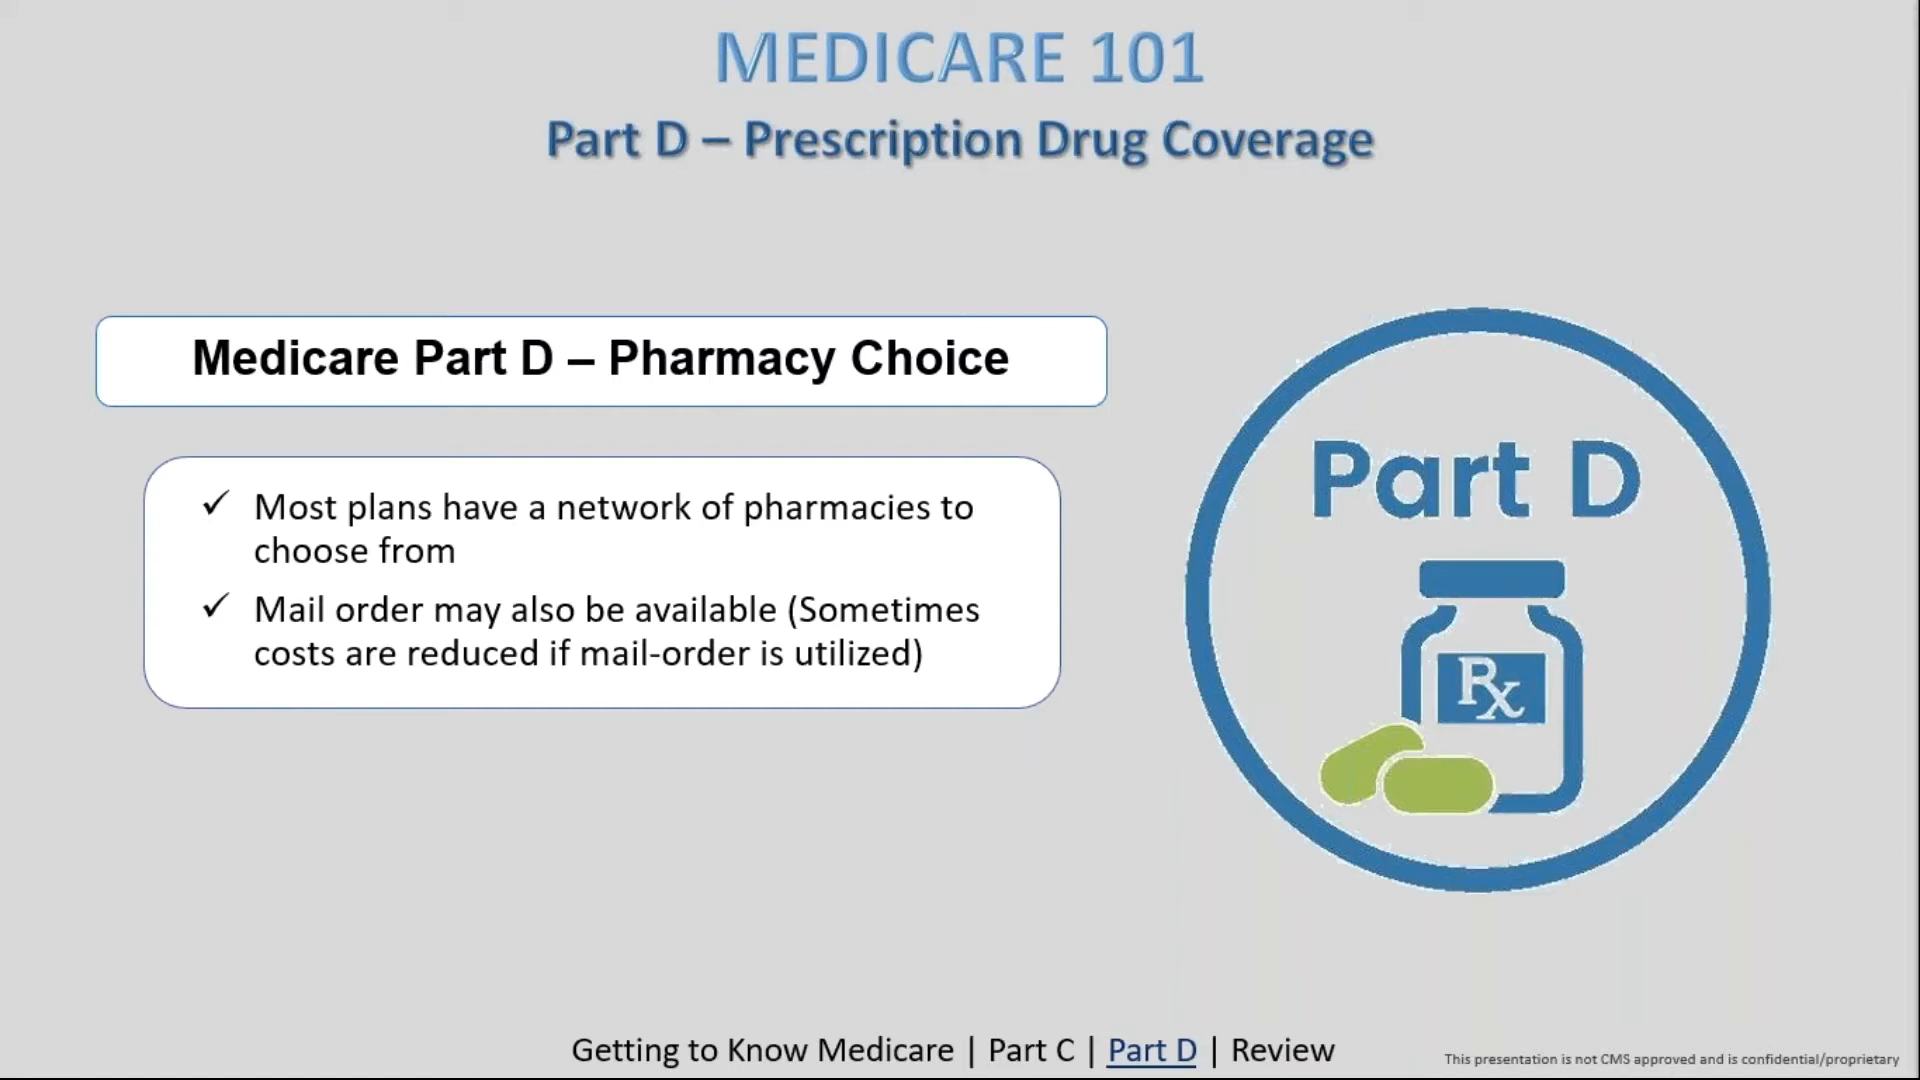 MEDICARE 101
Part D – Prescription Drug Coverage
Medicare Part D – Pharmacy Choice
✓ Most plans have a network of pharmacies to
choose from
✓ Mail order may also be available (Sometimes
costs are reduced if mail-order is utilized)
Part D
Rx
Getting to Know Medicare | Part C | Part D | Review
This presentation is not CMS approved and is confidential/proprietary